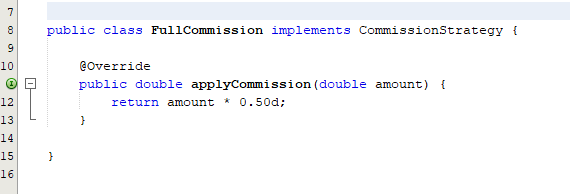 7
8 public class FullCommission implements CommissionStrategy {
9
10 @Override
public double applyCommission(double amount) {
12 return amount * 0.50d;
13 }
14
15 }
16